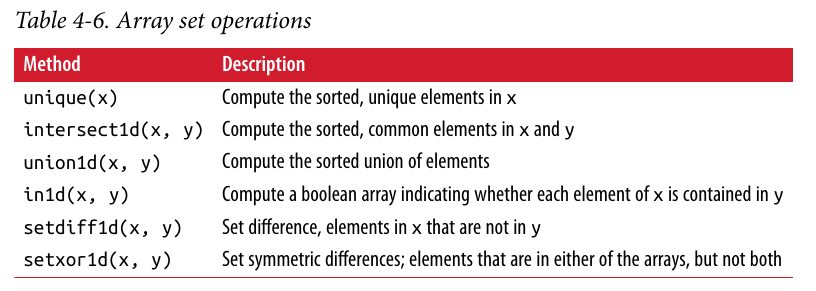 Table 4-6. Array set operations
Method Description
unique(x) Compute the sorted, unique elements in x
intersect1d(x, y) Compute the sorted, common elements in x and y
union1d(x, y) Compute the sorted union of elements
in1d(x, y) Compute a boolean array indicating whether each element of x is contained in y
setdiff1d(x, y) Set difference, elements in x that are not in y
setxor1d(x, y) Set symmetric differences; elements that are in either of the arrays, but not both